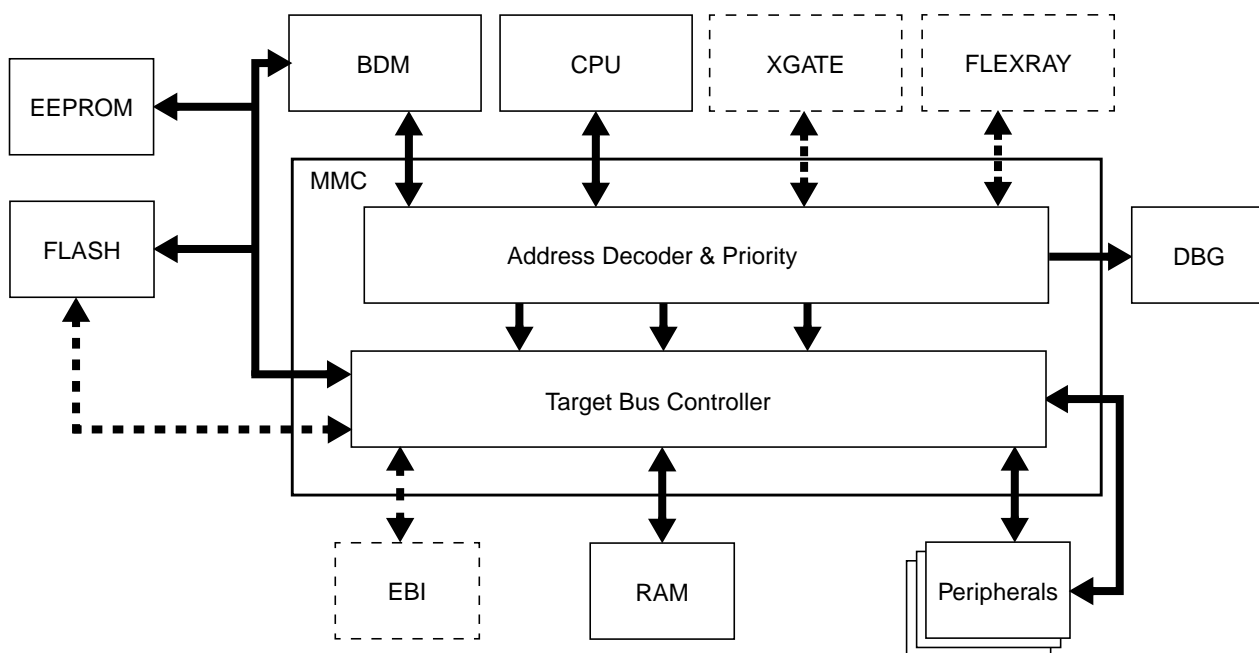 BDM
CPU
XGATE
FLEXRAY
EEPROM
MMC
FLASH
Address Decoder & Priority
DBG
Target Bus Controller
EBI
RAM
Peripherals